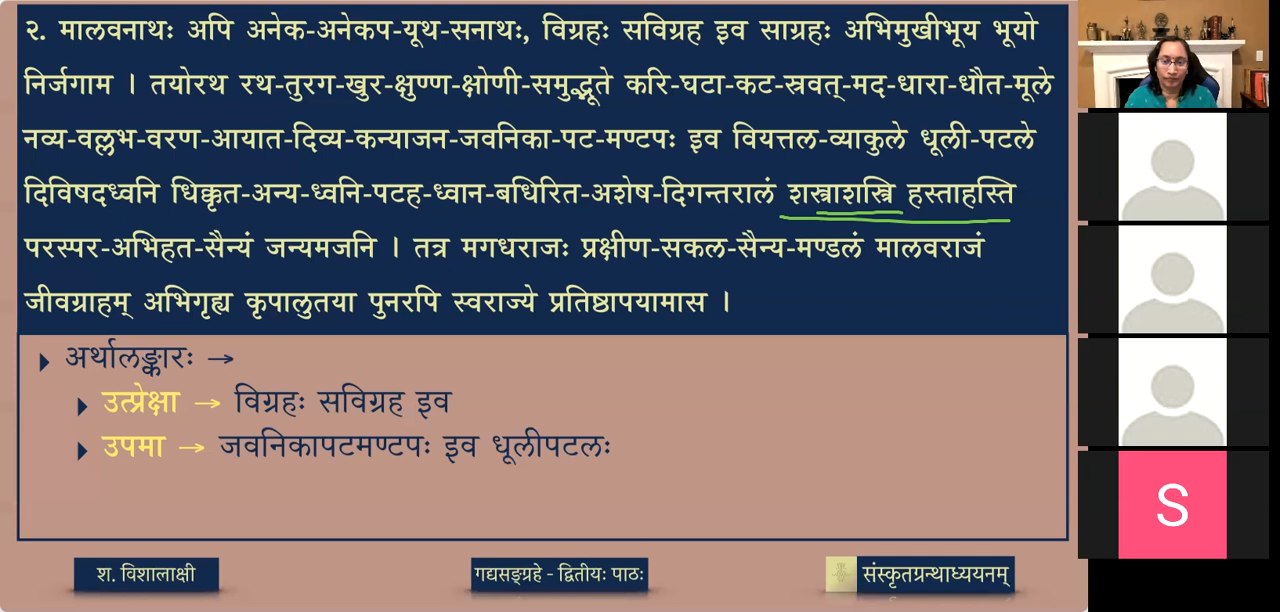 २. मालवनाथः अपि अनेक-अनेकप-यूथ-सनाथः, विग्रहः सविग्रह इव साग्रहः अभिमुखीभूय भूयो
निर्जगाम । तयोरथ रथ-तुरग-खुर-क्षुण्ण-क्षोणी-समुद्भूते करि-घटा-कट-स्रवत्-मद-धारा-धौत-मूले
नव्य-वल्लभ-वरण-आयात-दिव्य-कन्याजन-जवनिका-पट-मण्टपः इव वियत्तल-व्याकुले धूली-पटले
दिविषदध्वनि धिक्कृत-अन्य-ध्वनि-पटह-ध्वान-बधिरित-अशेष-दिगन्तरालं शस्त्राशस्त्रि हस्ताहस्ति
परस्पर-अभिहत-सैन्यं जन्यमजनि । तत्र मगधराजः प्रक्षीण-सकल-सैन्य-मण्डलं मालवराजं
जीवग्राहम् अभिगृह्य कृपालुतया पुनरपि स्वराज्ये प्रतिष्ठापयामास ।
अर्थालङ्कारः →
उत्प्रेक्षा → विग्रहः सविग्रह इव
उपमा → जवनिकापटमण्टपः इव धूलीपटलः
श. विशालाक्षी
गद्यसङ्ग्रहे - द्वितीयः पाठः
संस्कृतग्रन्थाध्ययनम्
S